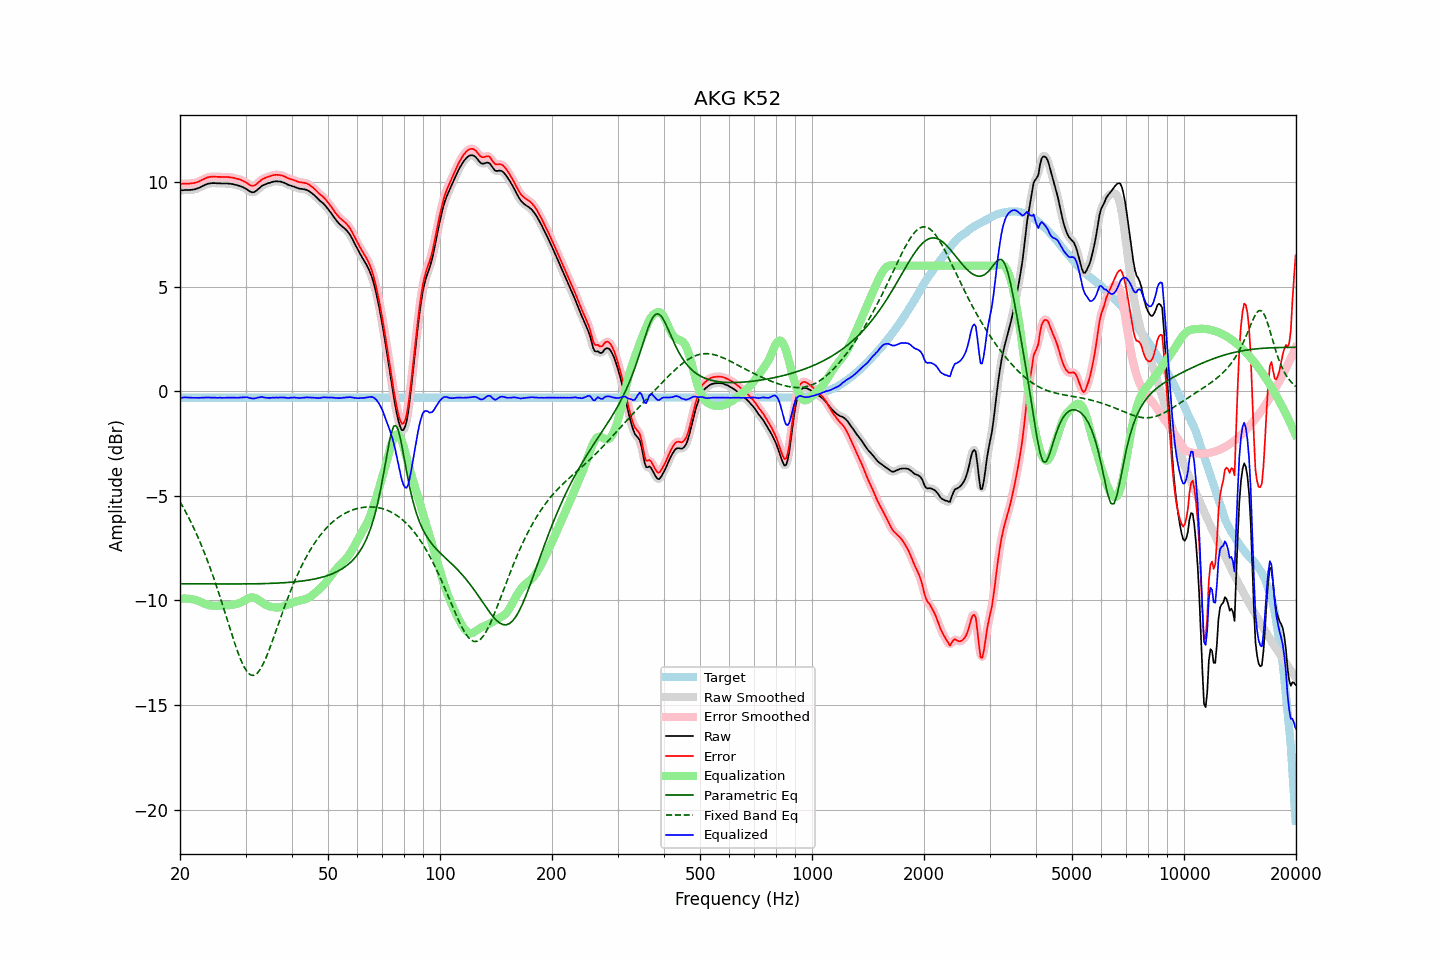 AKG K52
Amplitude (dBr)
10
5
0
−5
−10
−15
−20
Target
Raw Smoothed
Error Smoothed
Raw
Error
Equalization
Parametric Eq
Fixed Band Eq
Equalized
20 50 100 200 500 1000 2000 5000 10000 20000
Frequency (Hz)